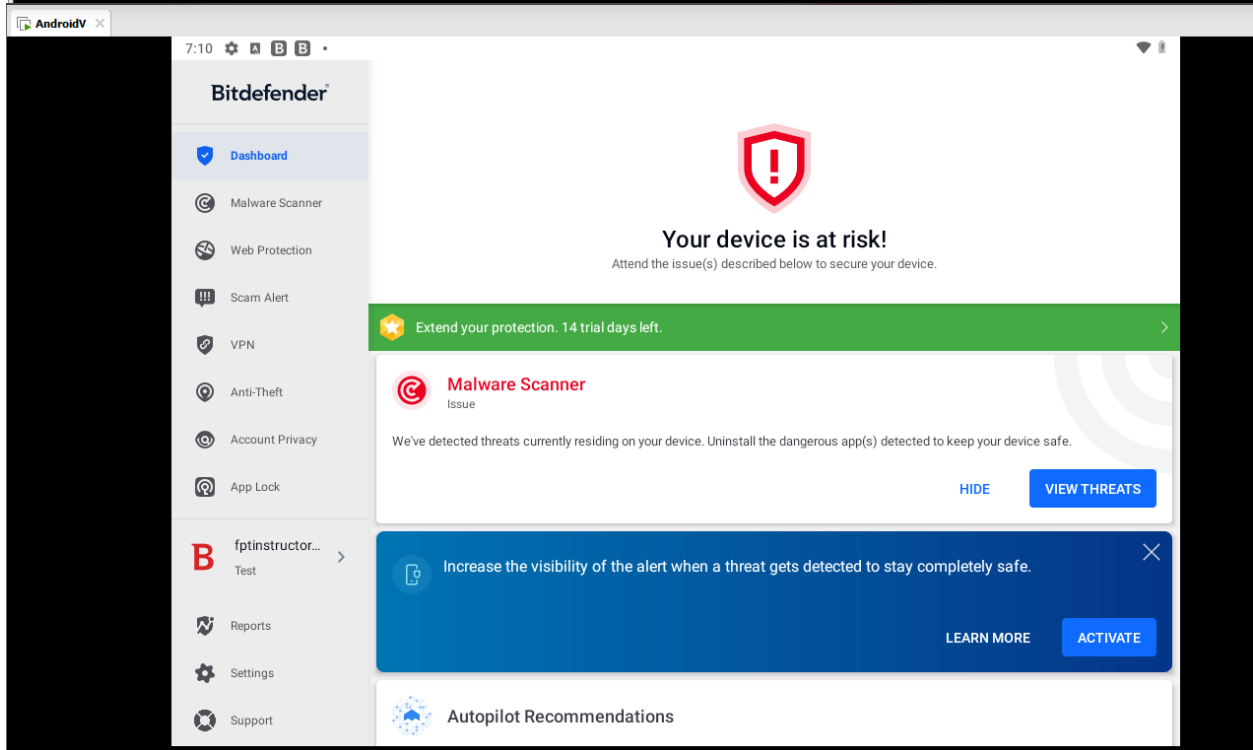 AndroidV
7:10
Bitdefender
Dashboard
Malware Scanner
Web Protection
Scam Alert
VPN
Anti-Theft
Account Privacy
App Lock
fptinstructor...
Test
Reports
Settings
Support
Your device is at risk!
Attend the issue(s) described below to secure your device.
Extend your protection. 14 trial days left.
Malware Scanner
Issue
We've detected threats currently residing on your device. Uninstall the dangerous app(s) detected to keep your device safe.
HIDE VIEW THREATS
Increase the visibility of the alert when a threat gets detected to stay completely safe.
LEARN MORE ACTIVATE
Autopilot Recommendations